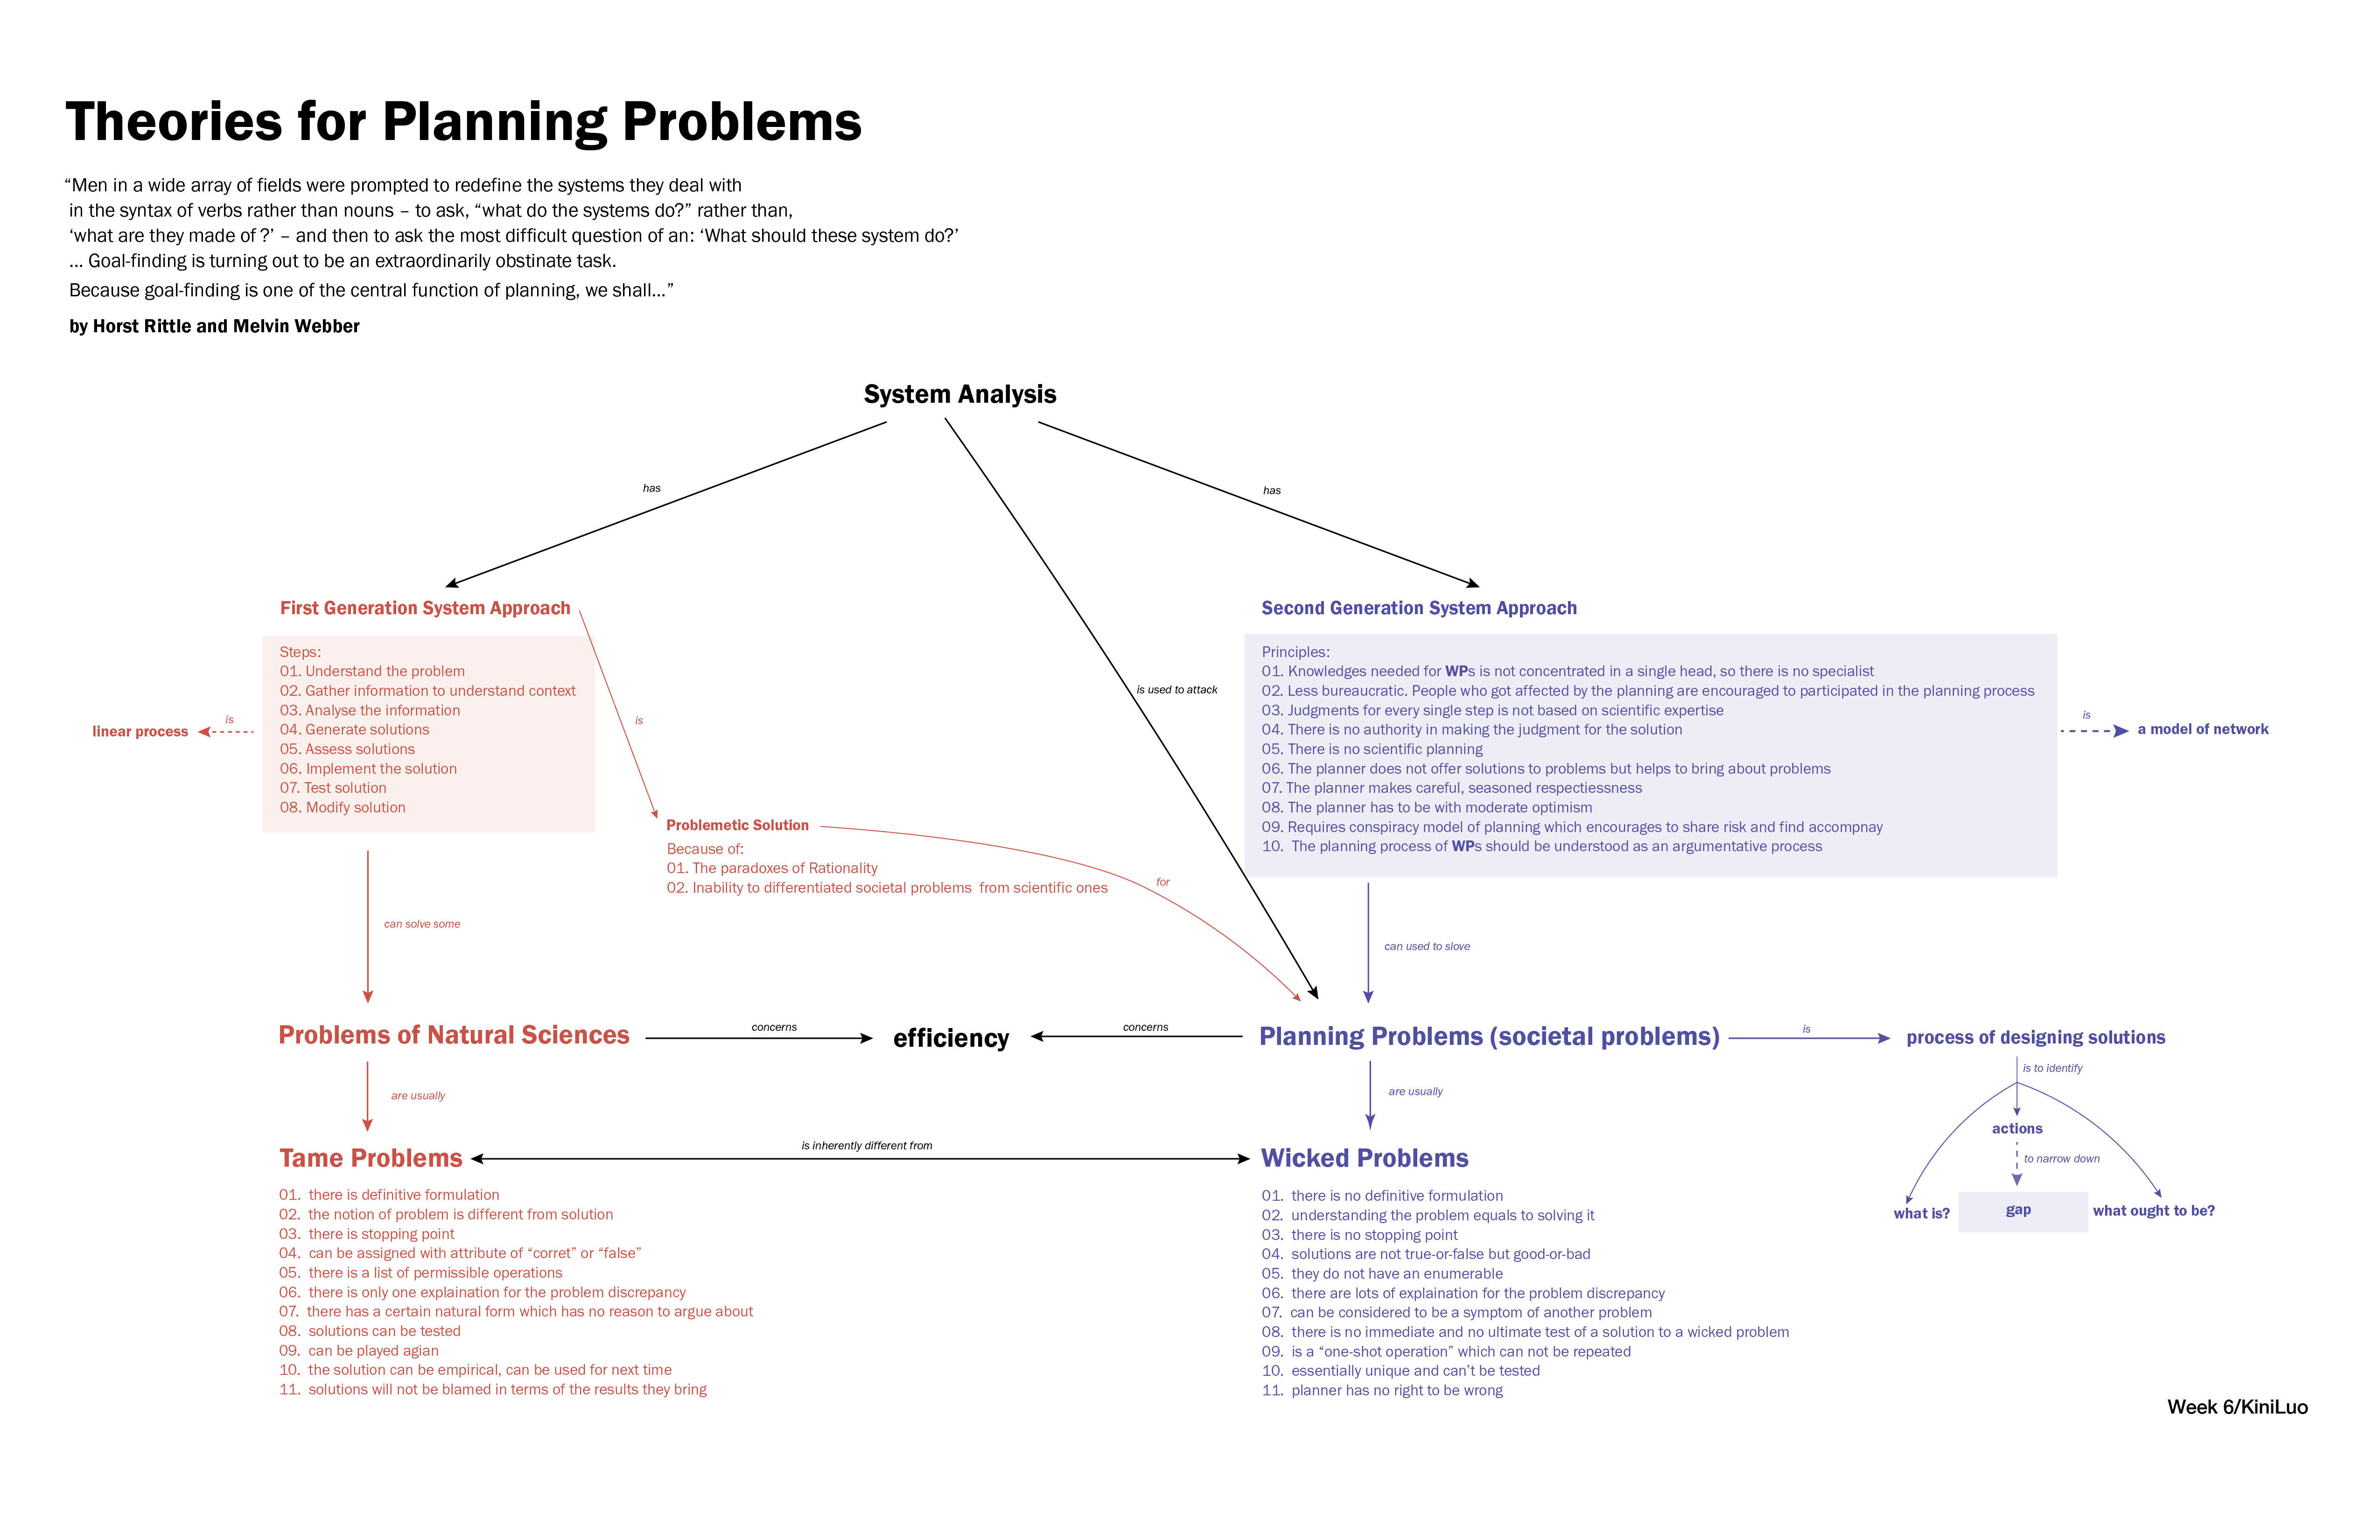 Theories for Planning Problems
“Men in a wide array of fields were prompted to redefine the systems they deal with
in the syntax of verbs rather than nouns – to ask, “what do the systems do?” rather than,
‘what are they made of ?’ – and then to ask the most difficult question of an: ‘What should these system do?’
... Goal-finding is turning out to be an extraordinarily obstinate task.
Because goal-finding is one of the central function of planning, we shall...”
by Horst Rittle and Melvin Webber
System Analysis
has
has
is used to attack
First Generation System Approach
Steps:
01. Understand the problem
02. Gather information to understand context
03. Analyse the information
04. Generate solutions
05. Assess solutions
06. Implement the solution
07. Test solution
08. Modify solution
is
linear process
is
Problemetic Solution
Because of:
01. The paradoxes of Rationality
02. Inability to differentiated societal problems from scientific ones
for
Second Generation System Approach
Principles:
01. Knowledges needed for WPs is not concentrated in a single head, so there is no specialist
02. Less bureaucratic. People who got affected by the planning are encouraged to participated in the planning process
03. Judgments for every single step is not based on scientific expertise
04. There is no authority in making the judgment for the solution
05. There is no scientific planning
06. The planner does not offer solutions to problems but helps to bring about problems
07. The planner makes careful, seasoned respectiessness
08. The planner has to be with moderate optimism
09. Requires conspiracy model of planning which encourages to share risk and find accompnay
10. The planning process of WPs should be understood as an argumentative process
is
a model of network
can solve some
can used to slove
Problems of Natural Sciences
concerns
efficiency
concerns
Planning Problems (societal problems)
is
process of designing solutions
is to identify
actions
to narrow down
what is?
gap
what ought to be?
are usually
are usually
Tame Problems
is inherently different from
Wicked Problems
01. there is definitive formulation
02. the notion of problem is different from solution
03. there is stopping point
04. can be assigned with attribute of “corret” or “false”
05. there is a list of permissible operations
06. there is only one explaination for the problem discrepancy
07. there has a certain natural form which has no reason to argue about
08. solutions can be tested
09. can be played agian
10. the solution can be empirical, can be used for next time
11. solutions will not be blamed in terms of the results they bring
01. there is no definitive formulation
02. understanding the problem equals to solving it
03. there is no stopping point
04. solutions are not true-or-false but good-or-bad
05. they do not have an enumerable
06. there are lots of explaination for the problem discrepancy
07. can be considered to be a symptom of another problem
08. there is no immediate and no ultimate test of a solution to a wicked problem
09. is a “one-shot operation” which can not be repeated
10. essentially unique and can’t be tested
11. planner has no right to be wrong
Week 6/KiniLuo